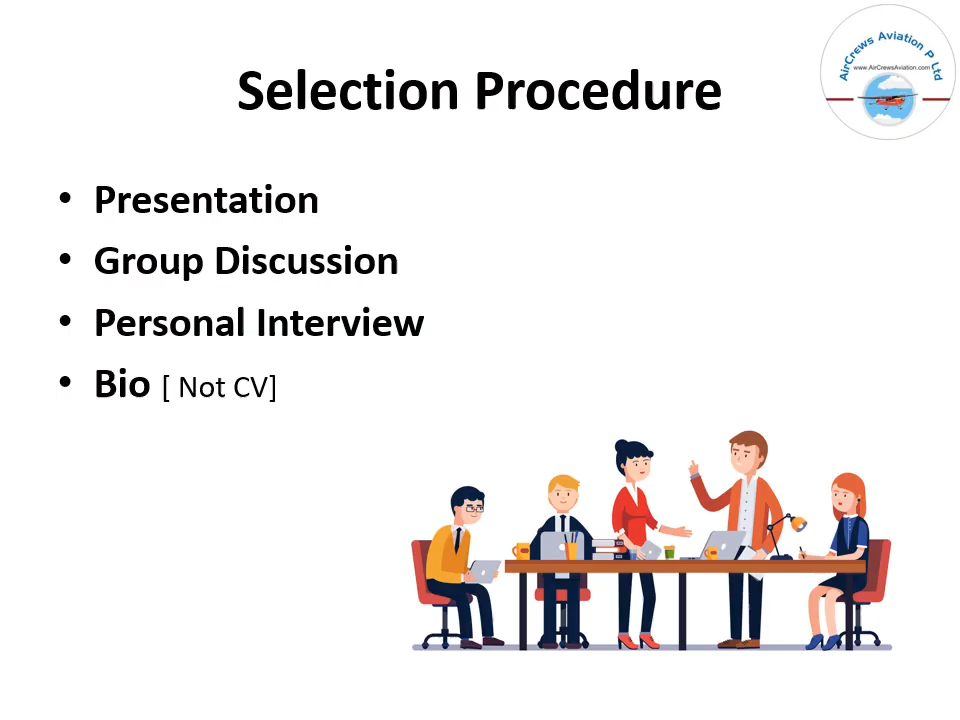 AirCrews Aviation P Ltd
www.AirCrewsAviation.com
Selection Procedure
• Presentation
• Group Discussion
• Personal Interview
• Bio [ Not CV]